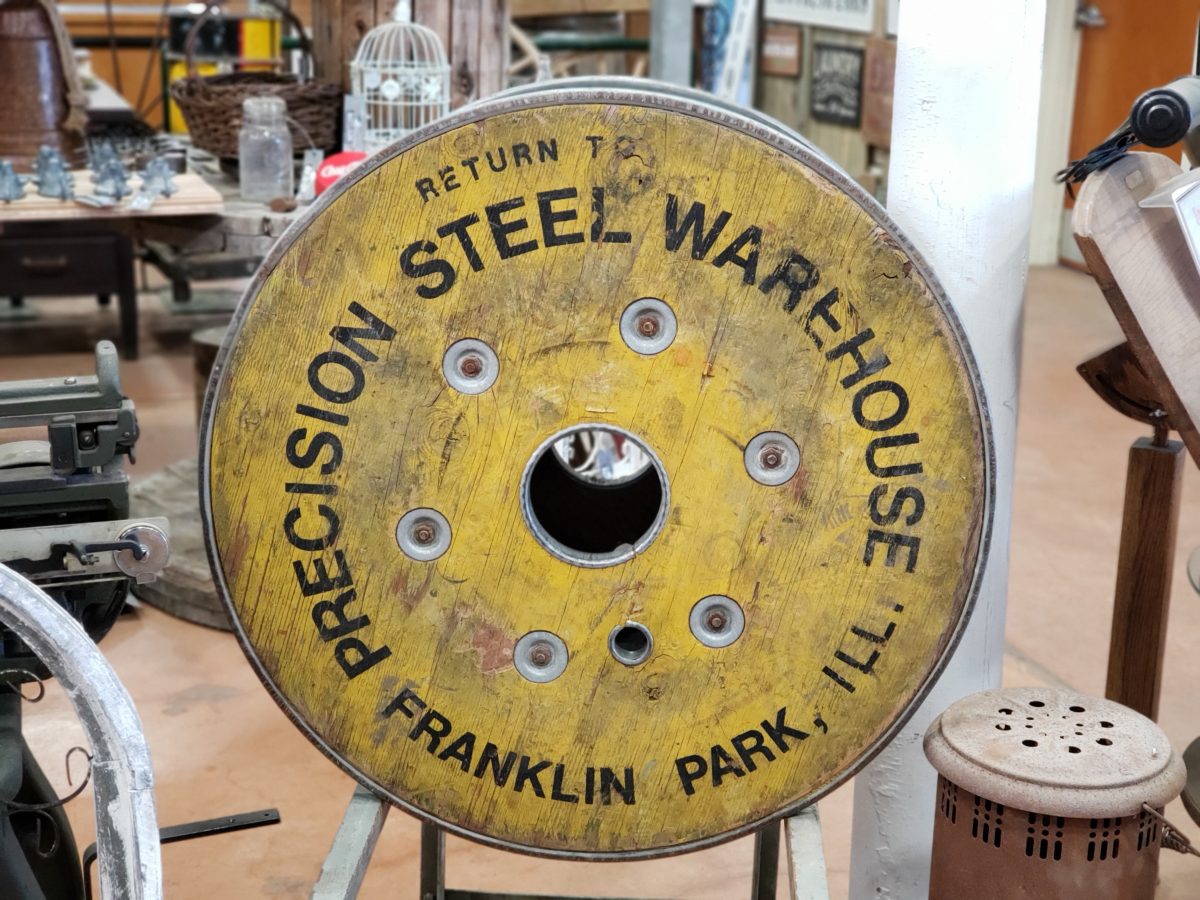 RETURN TO
PRECISION STEEL WAREHOUSE
FRANKLIN PARK, ILL.